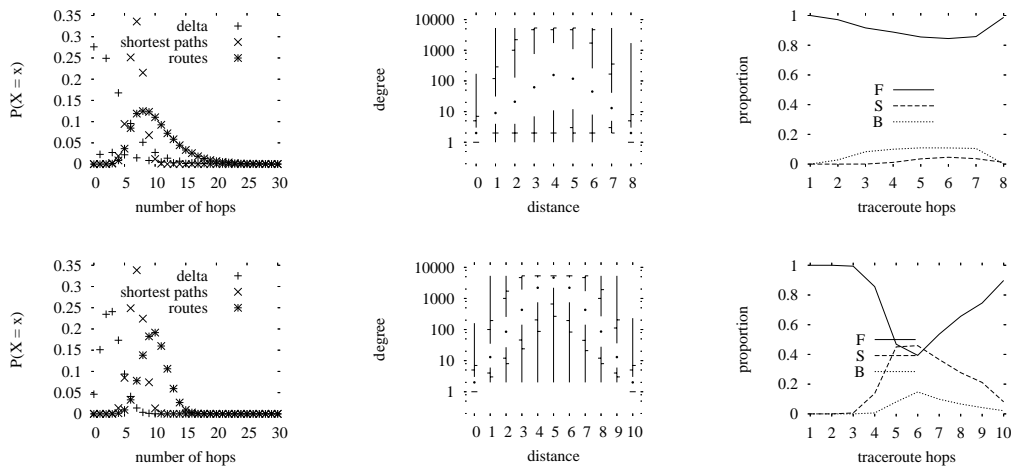 0.35
0.3
0.25
0.2
0.15
0.1
0.05
0
P(X = x)
delta
shortest paths
routes
0 5 10 15 20 25 30
number of hops
10000
1000
100
10
1
degree
0 1 2 3 4 5 6 7 8
distance
1
0.8
0.6
0.4
0.2
0
proportion
F
S
B
1 2 3 4 5 6 7 8
traceroute hops
0.35
0.3
0.25
0.2
0.15
0.1
0.05
0
P(X = x)
delta
shortest paths
routes
0 5 10 15 20 25 30
number of hops
10000
1000
100
10
1
degree
0 1 2 3 4 5 6 7 8 9 10
distance
1
0.8
0.6
0.4
0.2
0
proportion
F
S
B
1 2 3 4 5 6 7 8 9 10
traceroute hops